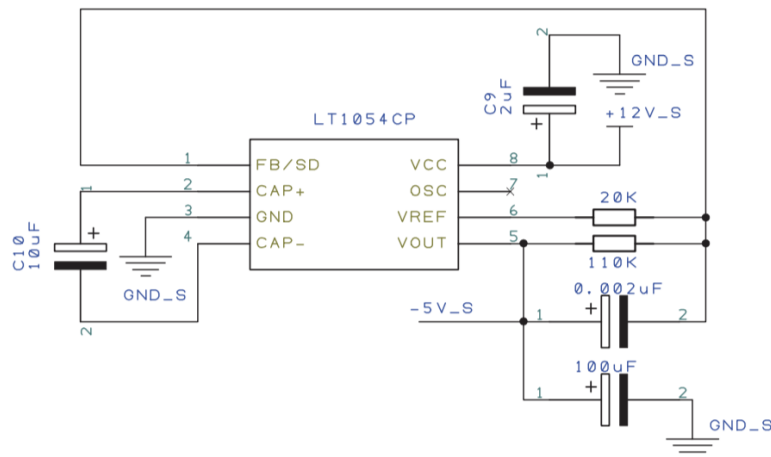 2
GND_S
C9
2uF
+12V_S
LT1054CP
1
1 FB/SD VCC 8
2 CAP+ OSC 7
3 GND VREF 6
4 CAP- VOUT 5
20K
110K
1
C10
10uF
2
GND_S
0.002uF
-5V_S
1 2
100uF
1 2
GND_S
+
+
+
+